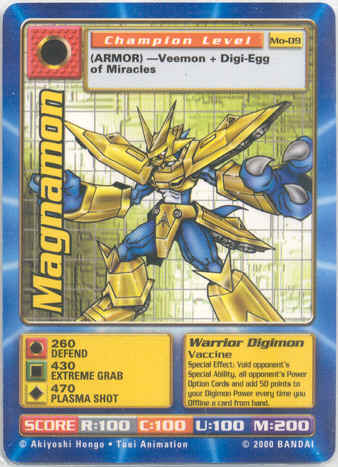 Champion Level
Mo-09
(ARMOR) —Veemon + Digi-Egg
of Miracles
Magnamon
260
DEFEND
430
EXTREME GRAB
470
PLASMA SHOT
Warrior Digimon
Vaccine
Special Effect: Void opponent's
Special Ability, all opponent's Power
Option Cards and add 50 points to
your Digimon Power every time you
Offline a card from hand.
SCORE R:100 C:100 U:100 M:200
© Akiyoshi Hongo • Toei Animation © 2000 BANDAI